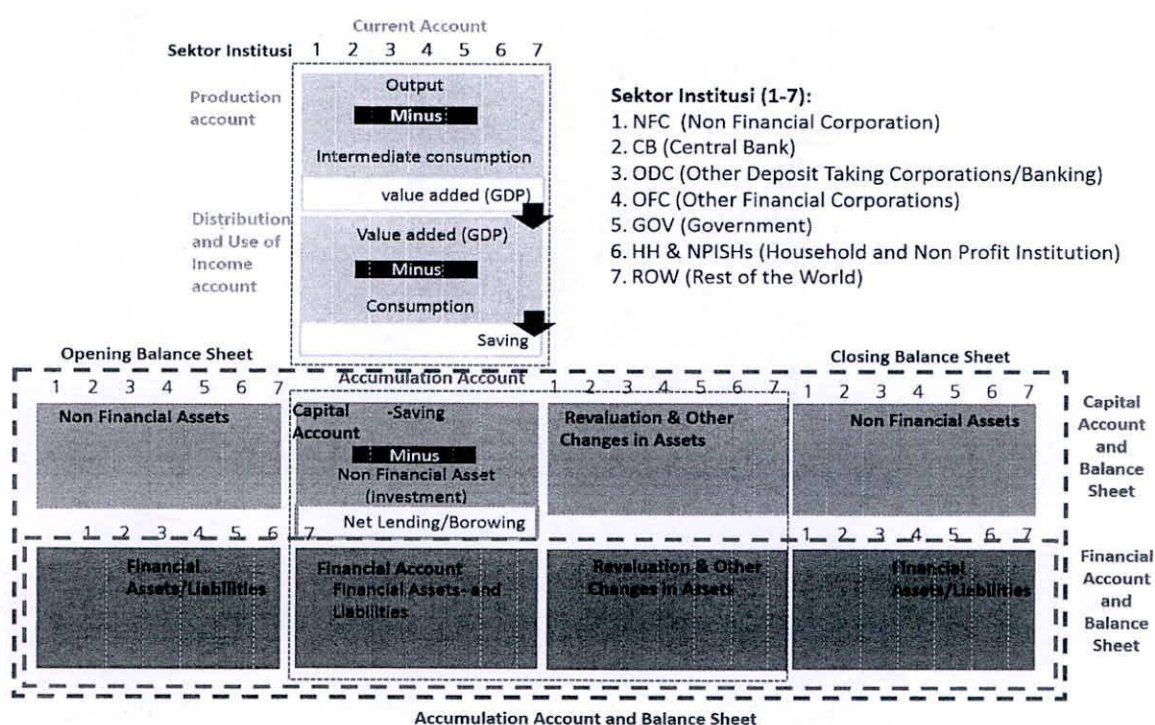 Current Account
Sektor Institusi 1 2 3 4 5 6 7
Production
account
Output
Minus
Intermediate consumption
value added (GDP)
Distribution
and Use of
Income
account
Value added (GDP)
Minus
Consumption
Saving
Sektor Institusi (1-7):
1. NFC (Non Financial Corporation)
2. CB (Central Bank)
3. ODC (Other Deposit Taking Corporations/Banking)
4. OFC (Other Financial Corporations)
5. GOV (Government)
6. HH & NPISHs (Household and Non Profit Institution)
7. ROW (Rest of the World)
Opening Balance Sheet
Closing Balance Sheet
1 2 3 4 5 6 7
Accumulation Account
1 2 3 4 5 6 7
1 2 3 4 5 6 7
Non Financial Assets
Capital
Account
-Saving
Minus
Non Financial Asset
(investment)
Net Lending/Borrowing
Revaluation & Other
Changes in Assets
Non Financial Assets
Capital
Account
and
Balance
Sheet
1 2 3 4 5 6 7
1 2 3 4 5 6 7
Financial
Assets/Liabilities
Financial Account
Financial Assets- and
Liabilities
Revaluation & Other
Changes in Assets
Financial
Assets/Liabilities
Financial
Account
and
Balance
Sheet
Accumulation Account and Balance Sheet